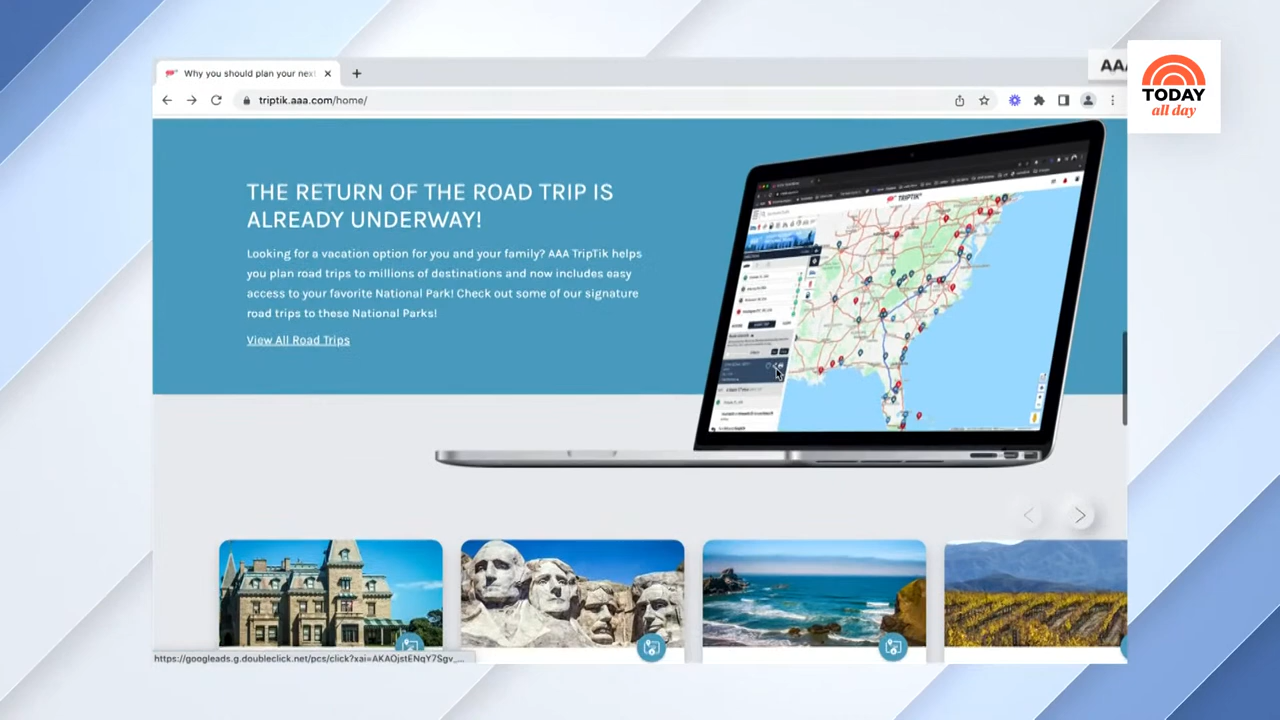 Why you should plan your next
AAA
triptik.aaa.com/home/
TODAY
all day
THE RETURN OF THE ROAD TRIP IS
ALREADY UNDERWAY!
Looking for a vacation option for you and your family? AAA TripTik helps
you plan road trips to millions of destinations and now includes easy
access to your favorite National Park! Check out some of our signature
road trips to these National Parks!
View All Road Trips
TRIPTIK
https://googleads.g.doubleclick.net/pcs/click?xai=AKAOjstENqY7Sgv_...